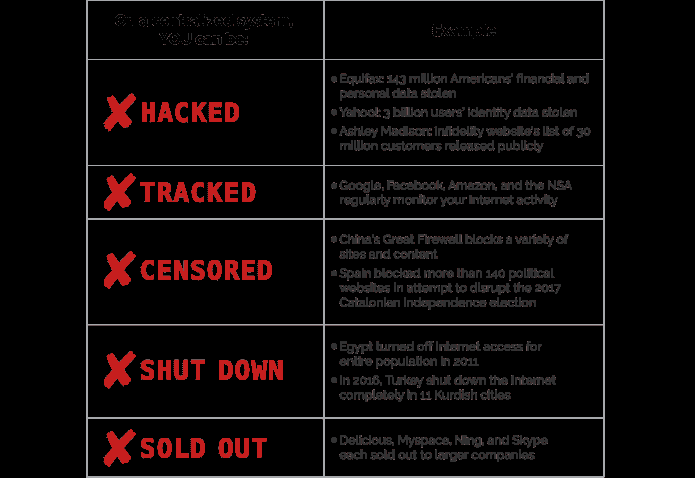 On a centralized system,
YOU can be:
Example
HACKED
• Equifax: 143 million Americans' financial and
personal data stolen
• Yahoo!: 3 billion users' identity data stolen
• Ashley Madison: Infidelity website's list of 30
million customers released publicly
TRACKED
• Google, Facebook, Amazon, and the NSA
regularly monitor your internet activity
CENSORED
• China's Great Firewall blocks a variety of
sites and content
• Spain blocked more than 140 political
websites in attempt to disrupt the 2017
Catalonian independence election
SHUT DOWN
• Egypt turned off internet access for
entire population in 2011
• In 2016, Turkey shut down the internet
completely in 11 Kurdish cities
SOLD OUT
• Delicious, Myspace, Ning, and Skype
each sold out to larger companies